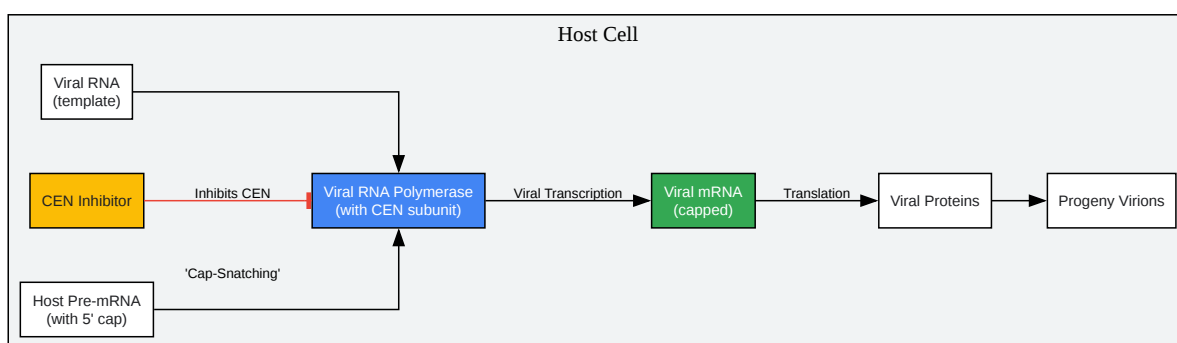 Host Cell
Viral RNA
(template)
CEN Inhibitor
Inhibits CEN
Viral RNA Polymerase
(with CEN subunit)
Viral Transcription
Viral mRNA
(capped)
Translation
Viral Proteins
Progeny Virions
'Cap-Snatching'
Host Pre-mRNA
(with 5' cap)